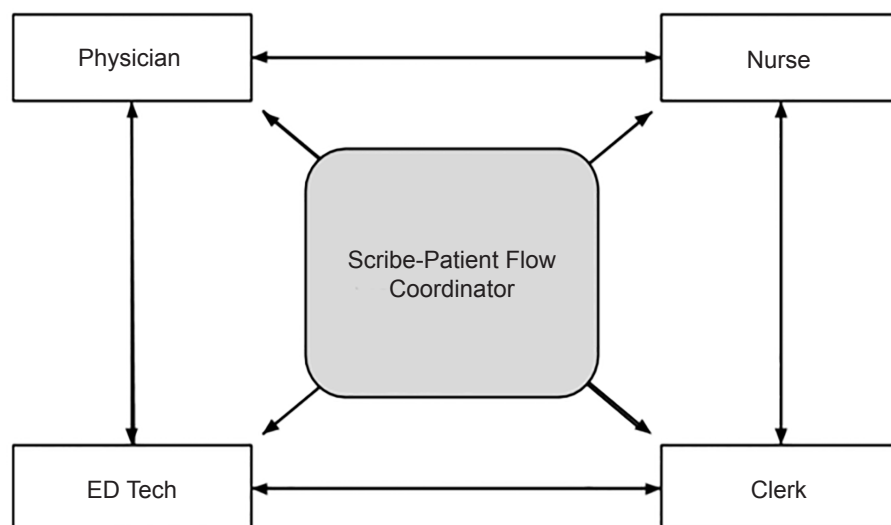 Physician
Nurse
Scribe-Patient Flow
Coordinator
ED Tech
Clerk